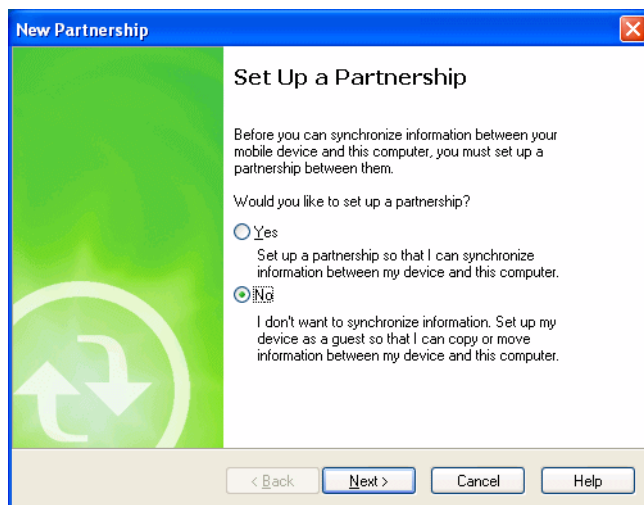 New Partnership
Set Up a Partnership
Before you can synchronize information between your
mobile device and this computer, you must set up a
partnership between them.
Would you like to set up a partnership?
Yes
Set up a partnership so that I can synchronize
information between my device and this computer.
No
I don't want to synchronize information. Set up my
device as a guest so that I can copy or move
information between my device and this computer.
< Back
Next >
Cancel
Help